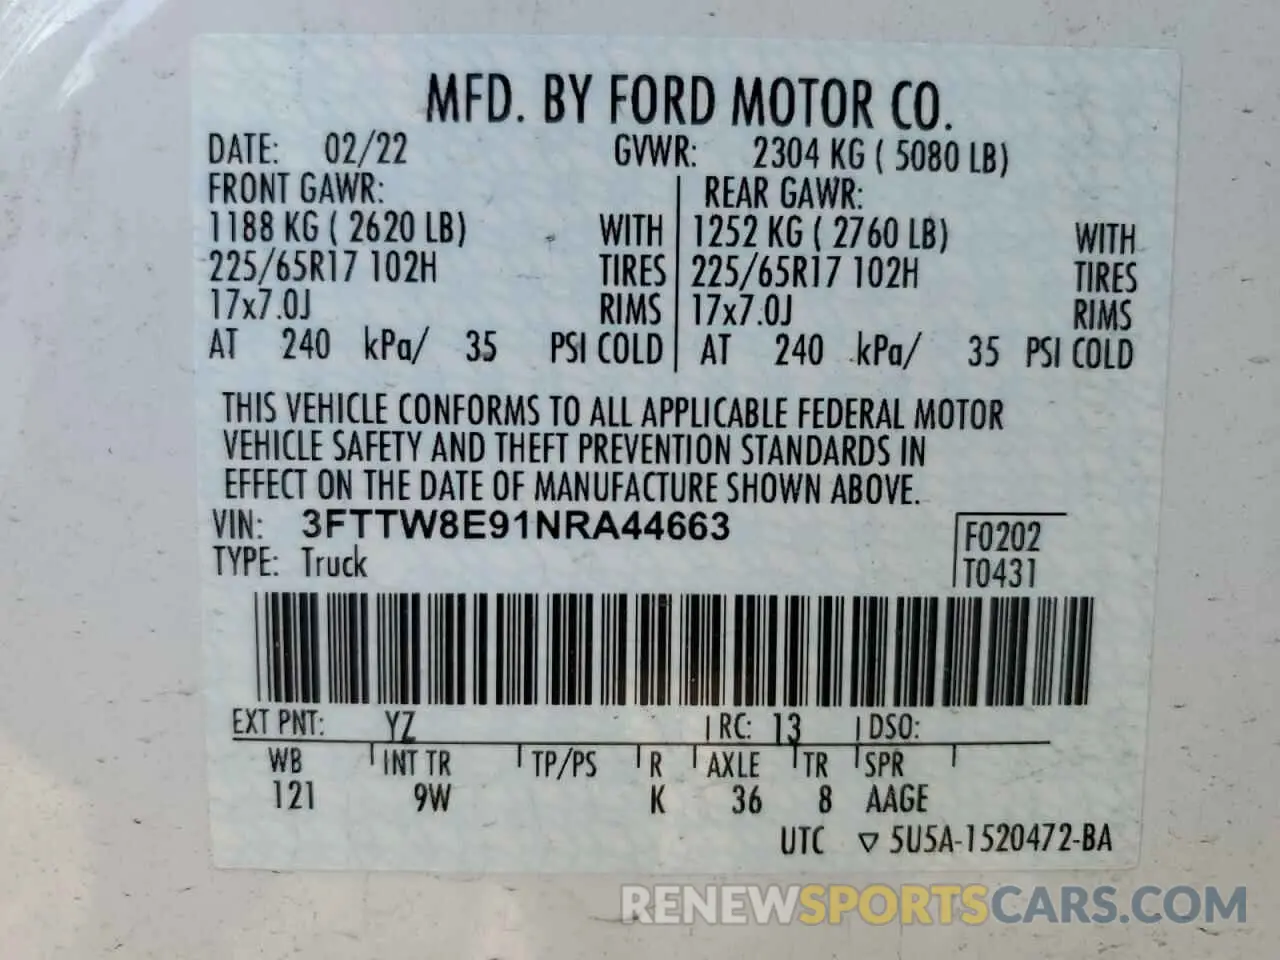 MFD. BY FORD MOTOR CO.
DATE: 02/22 GVWR: 2304 KG ( 5080 LB)
FRONT GAWR: REAR GAWR:
1188 KG ( 2620 LB) WITH 1252 KG ( 2760 LB) WITH
225/65R17 102H TIRES 225/65R17 102H TIRES
17x7.0J RIMS 17x7.0J RIMS
AT 240 kPa/ 35 PSI COLD AT 240 kPa/ 35 PSI COLD
THIS VEHICLE CONFORMS TO ALL APPLICABLE FEDERAL MOTOR
VEHICLE SAFETY AND THEFT PREVENTION STANDARDS IN
EFFECT ON THE DATE OF MANUFACTURE SHOWN ABOVE.
VIN: 3FTTW8E91NRA44663 F0202
TYPE: Truck T0431
EXT PNT: YZ RC: 13 DSO:
WB INT TR TP/PS R AXLE TR SPR
121 9W K 36 8 AAGE
UTC ▽ 5U5A-1520472-BA
RENEWSPORTSCARS.COM